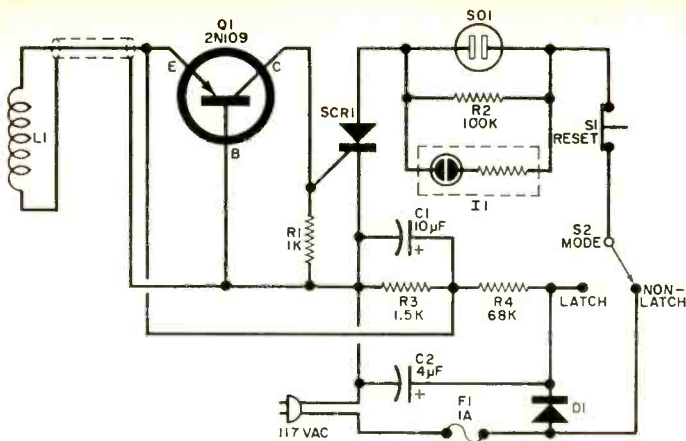 Q1
2N109
SO1
E
C
B
L1
SCR1
R2
100K
S1
RESET
I1
R1
1K
C1
10µF
+
S2
MODE
R3
1.5K
R4
68K
LATCH
NON-
LATCH
C2
4µF
+
F1
1A
D1
117 VAC